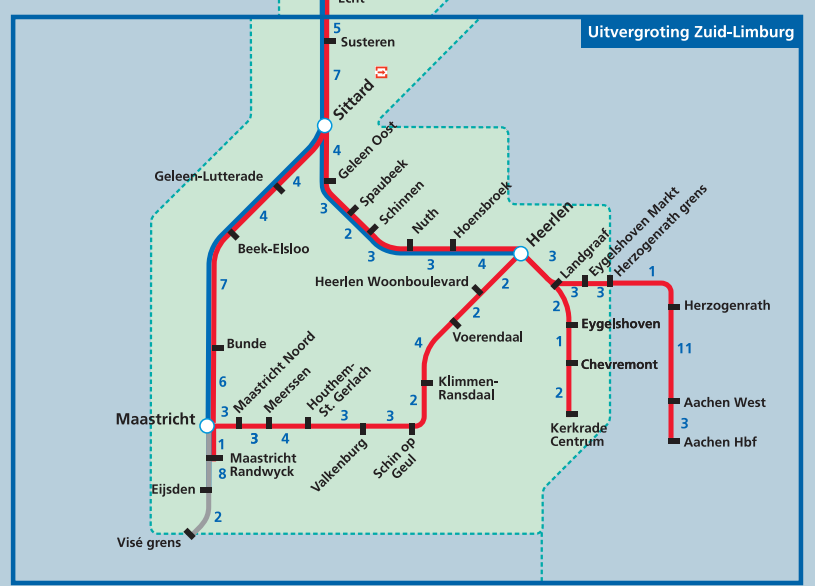 Echt
Uitvergroting Zuid-Limburg
5
Susteren
7
Sittard
4
Geleen Oost
Geleen-Lutterade
4
3
Spaubeek
4
2
Schinnen
Beek-Elsloo
3
Nuth
3
Hoensbroek
4
Heerlen
3
Landgraaf
Eygelshoven Markt
Herzogenrath grens
3
3
1
7
Heerlen Woonboulevard
2
2
Herzogenrath
2
Eygelshoven
Voerendaal
4
1
11
Bunde
Chevremont
6
Maastricht Noord
Meerssen
Houthem-
St. Gerlach
Klimmen-
Ransdaal
2
2
Aachen West
Maastricht
3
3
4
3
3
Kerkrade
Centrum
3
Aachen Hbf
1
Maastricht
Randwyck
Valkenburg
Schin op
Geul
8
Eijsden
2
Visé grens